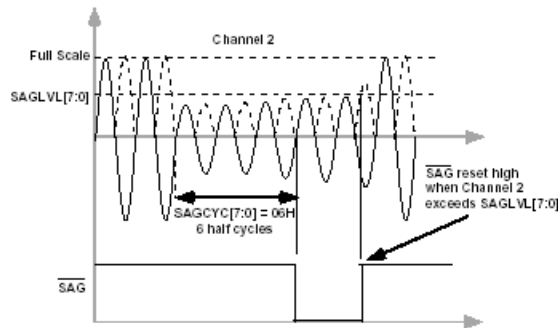 Channel 2
Full Scale
SAGLVL[7:0]
SAGCYC[7:0] = 06H
6 half cycles
SAG reset high
when Channel 2
exceeds SAGLVL[7:0]
SAG